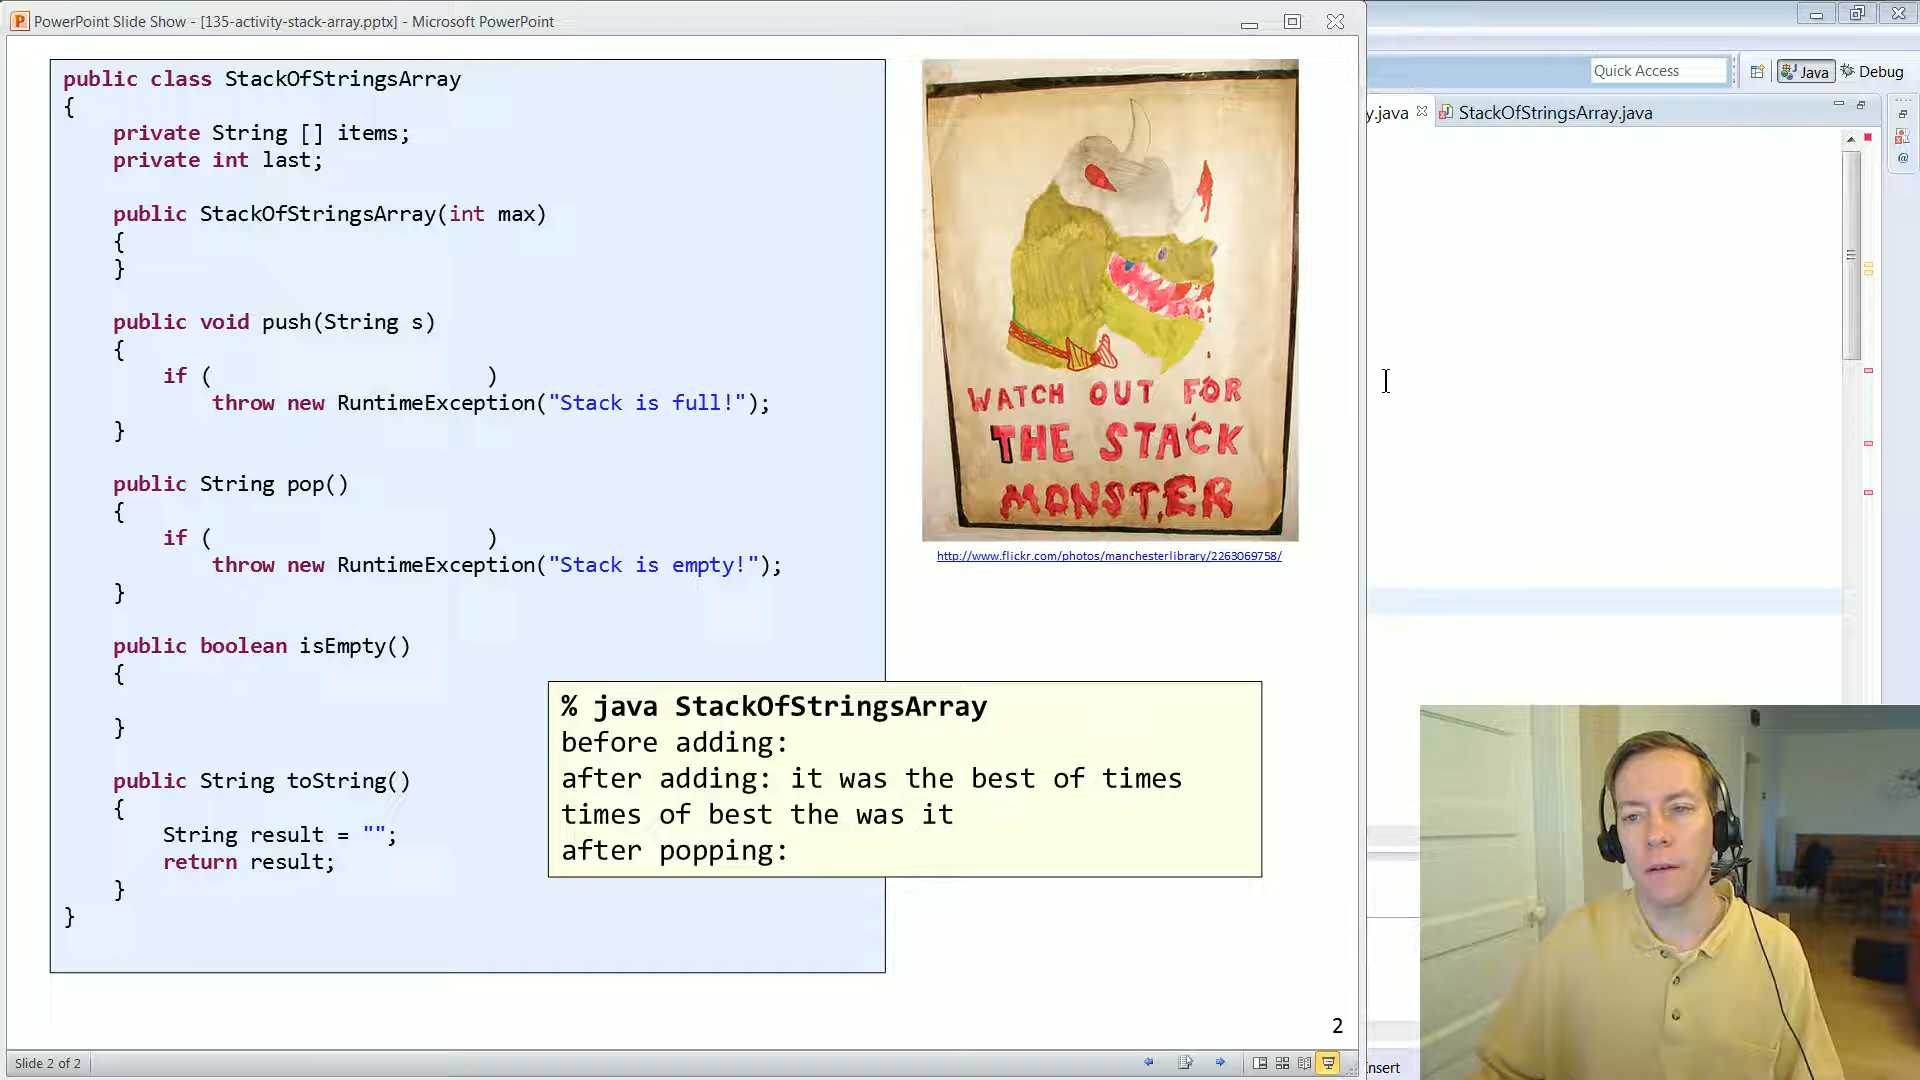 PowerPoint Slide Show - [135-activity-stack-array.pptx] - Microsoft PowerPoint
public class StackOfStringsArray
{
private String [] items;
private int last;
public StackOfStringsArray(int max)
{
}
public void push(String s)
{
if (                      )
throw new RuntimeException("Stack is full!");
}
public String pop()
{
if (                      )
throw new RuntimeException("Stack is empty!");
}
public boolean isEmpty()
{
}
public String toString()
{
String result = "";
return result;
}
}
WATCH OUT FOR
THE STACK
MONSTER
http://www.flickr.com/photos/manchesterlibrary/2263069758/
% java StackOfStringsArray
before adding:
after adding: it was the best of times
times of best the was it
after popping:
2
Slide 2 of 2
Quick Access
Java
Debug
y.java
StackOfStringsArray.java
@
nsert